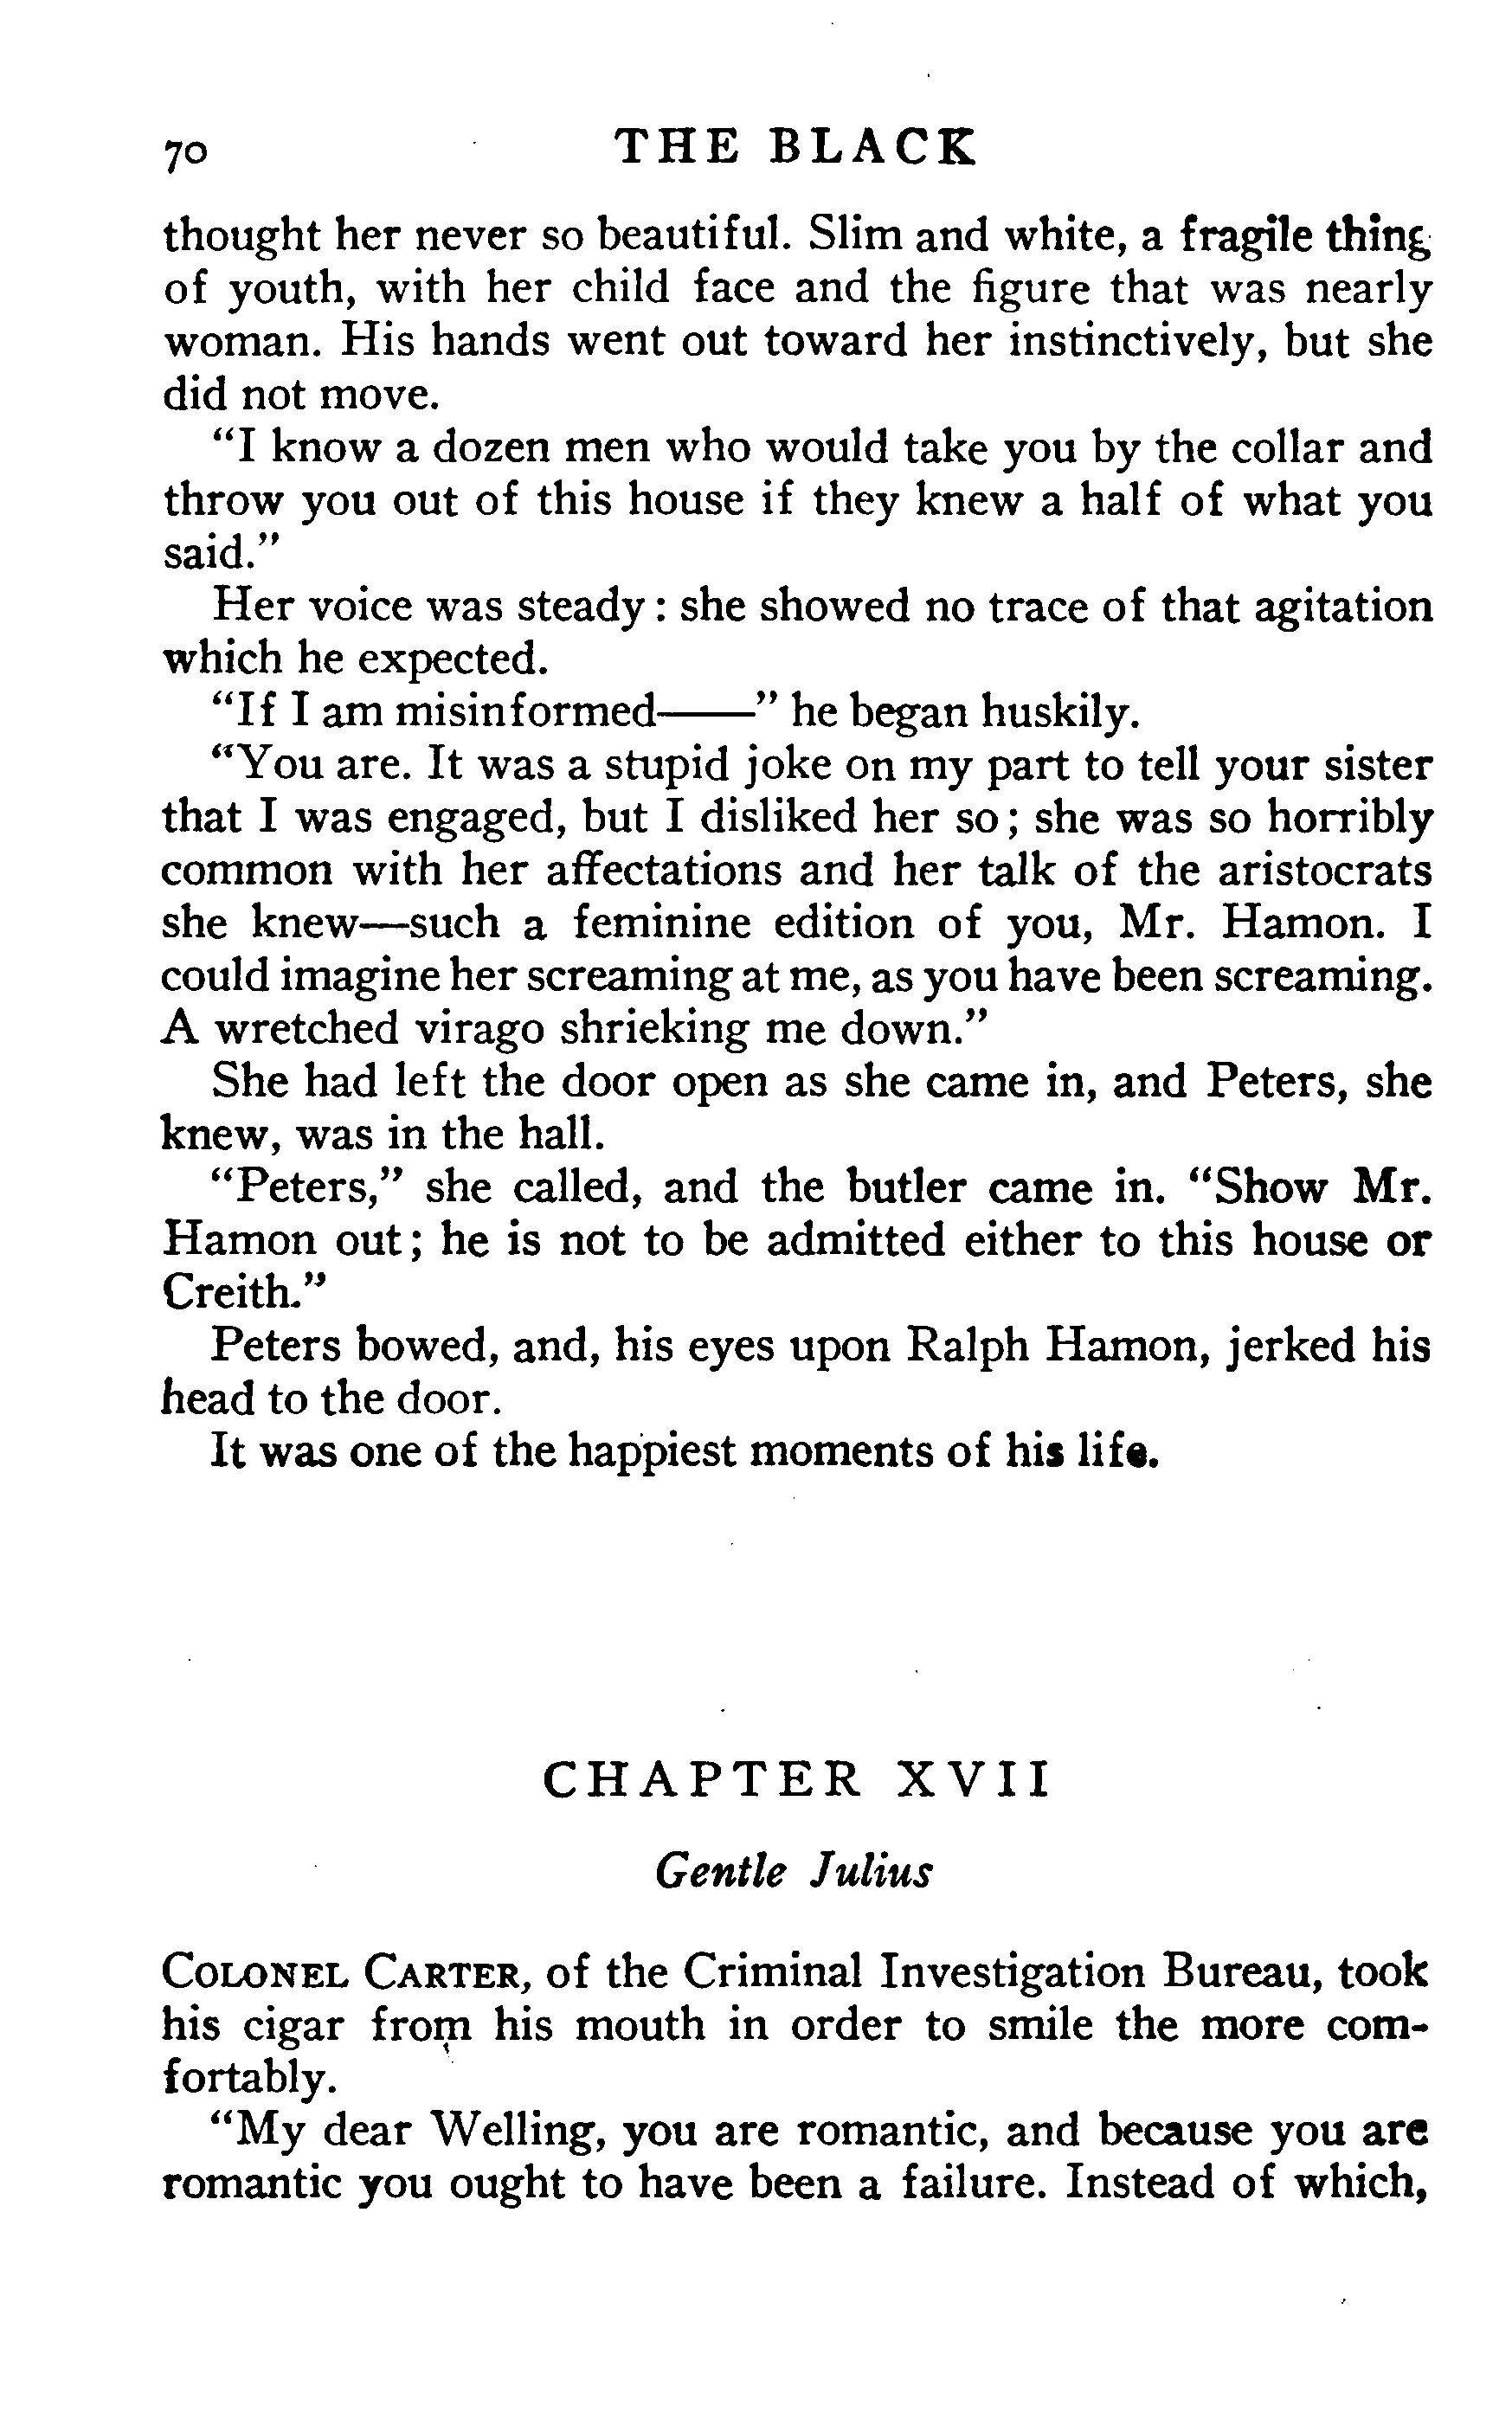 70 THE BLACK
thought her never so beautiful. Slim and white, a fragile thing
of youth, with her child face and the figure that was nearly
woman. His hands went out toward her instinctively, but she
did not move.
"I know a dozen men who would take you by the collar and
throw you out of this house if they knew a half of what you
said."
Her voice was steady: she showed no trace of that agitation
which he expected.
"If I am misinformed——" he began huskily.
"You are. It was a stupid joke on my part to tell your sister
that I was engaged, but I disliked her so; she was so horribly
common with her affectations and her talk of the aristocrats
she knew—such a feminine edition of you, Mr. Hamon. I
could imagine her screaming at me, as you have been screaming.
A wretched virago shrieking me down."
She had left the door open as she came in, and Peters, she
knew, was in the hall.
"Peters," she called, and the butler came in. "Show Mr.
Hamon out; he is not to be admitted either to this house or
Creith."
Peters bowed, and, his eyes upon Ralph Hamon, jerked his
head to the door.
It was one of the happiest moments of his life.
CHAPTER XVII
Gentle Julius
COLONEL CARTER, of the Criminal Investigation Bureau, took
his cigar from his mouth in order to smile the more com-
fortably.
"My dear Welling, you are romantic, and because you are
romantic you ought to have been a failure. Instead of which,